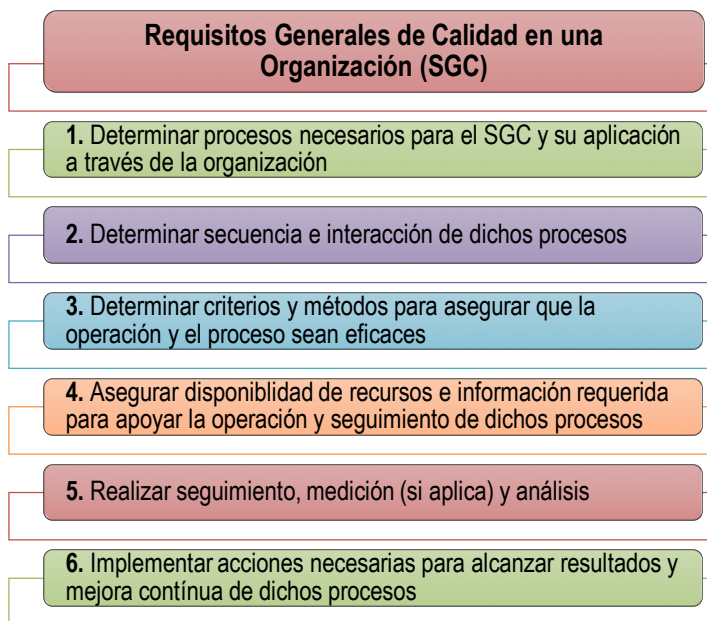 Requisitos Generales de Calidad en una
Organización (SGC)
1. Determinar procesos necesarios para el SGC y su aplicación
a través de la organización
2. Determinar secuencia e interacción de dichos procesos
3. Determinar criterios y métodos para asegurar que la
operación y el proceso sean eficaces
4. Asegurar disponiblidad de recursos e información requerida
para apoyar la operación y seguimiento de dichos procesos
5. Realizar seguimiento, medición (si aplica) y análisis
6. Implementar acciones necesarias para alcanzar resultados y
mejora contínua de dichos procesos